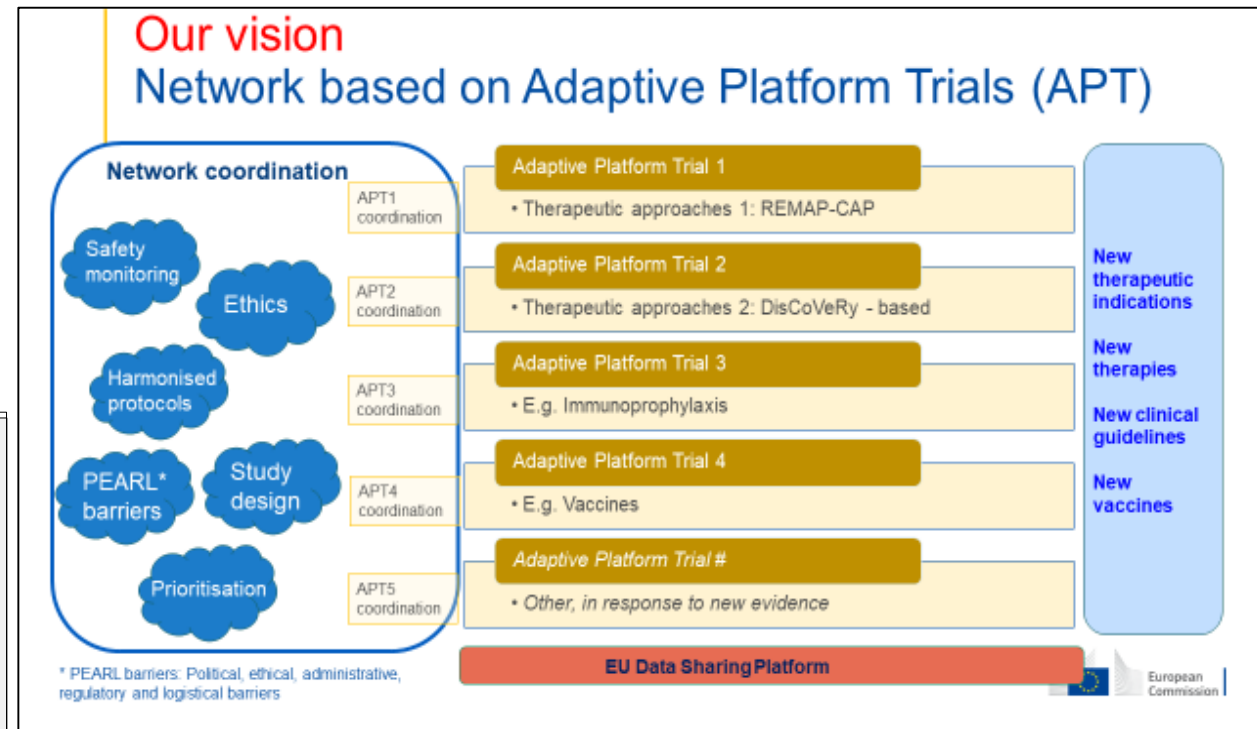 Our vision
Network based on Adaptive Platform Trials (APT)
Network coordination
Safety
monitoring
Ethics
Harmonised
protocols
PEARL*
barriers
Study
design
Prioritisation
APT1
coordination
Adaptive Platform Trial 1
• Therapeutic approaches 1: REMAP-CAP
APT2
coordination
Adaptive Platform Trial 2
• Therapeutic approaches 2: DisCoVeRy - based
APT3
coordination
Adaptive Platform Trial 3
• E.g. Immunoprophylaxis
APT4
coordination
Adaptive Platform Trial 4
• E.g. Vaccines
APT5
coordination
Adaptive Platform Trial #
• Other, in response to new evidence
New
therapeutic
indications
New
therapies
New clinical
guidelines
New
vaccines
EU Data Sharing Platform
* PEARL barriers: Political, ethical, administrative,
regulatory and logistical barriers
European
Commission